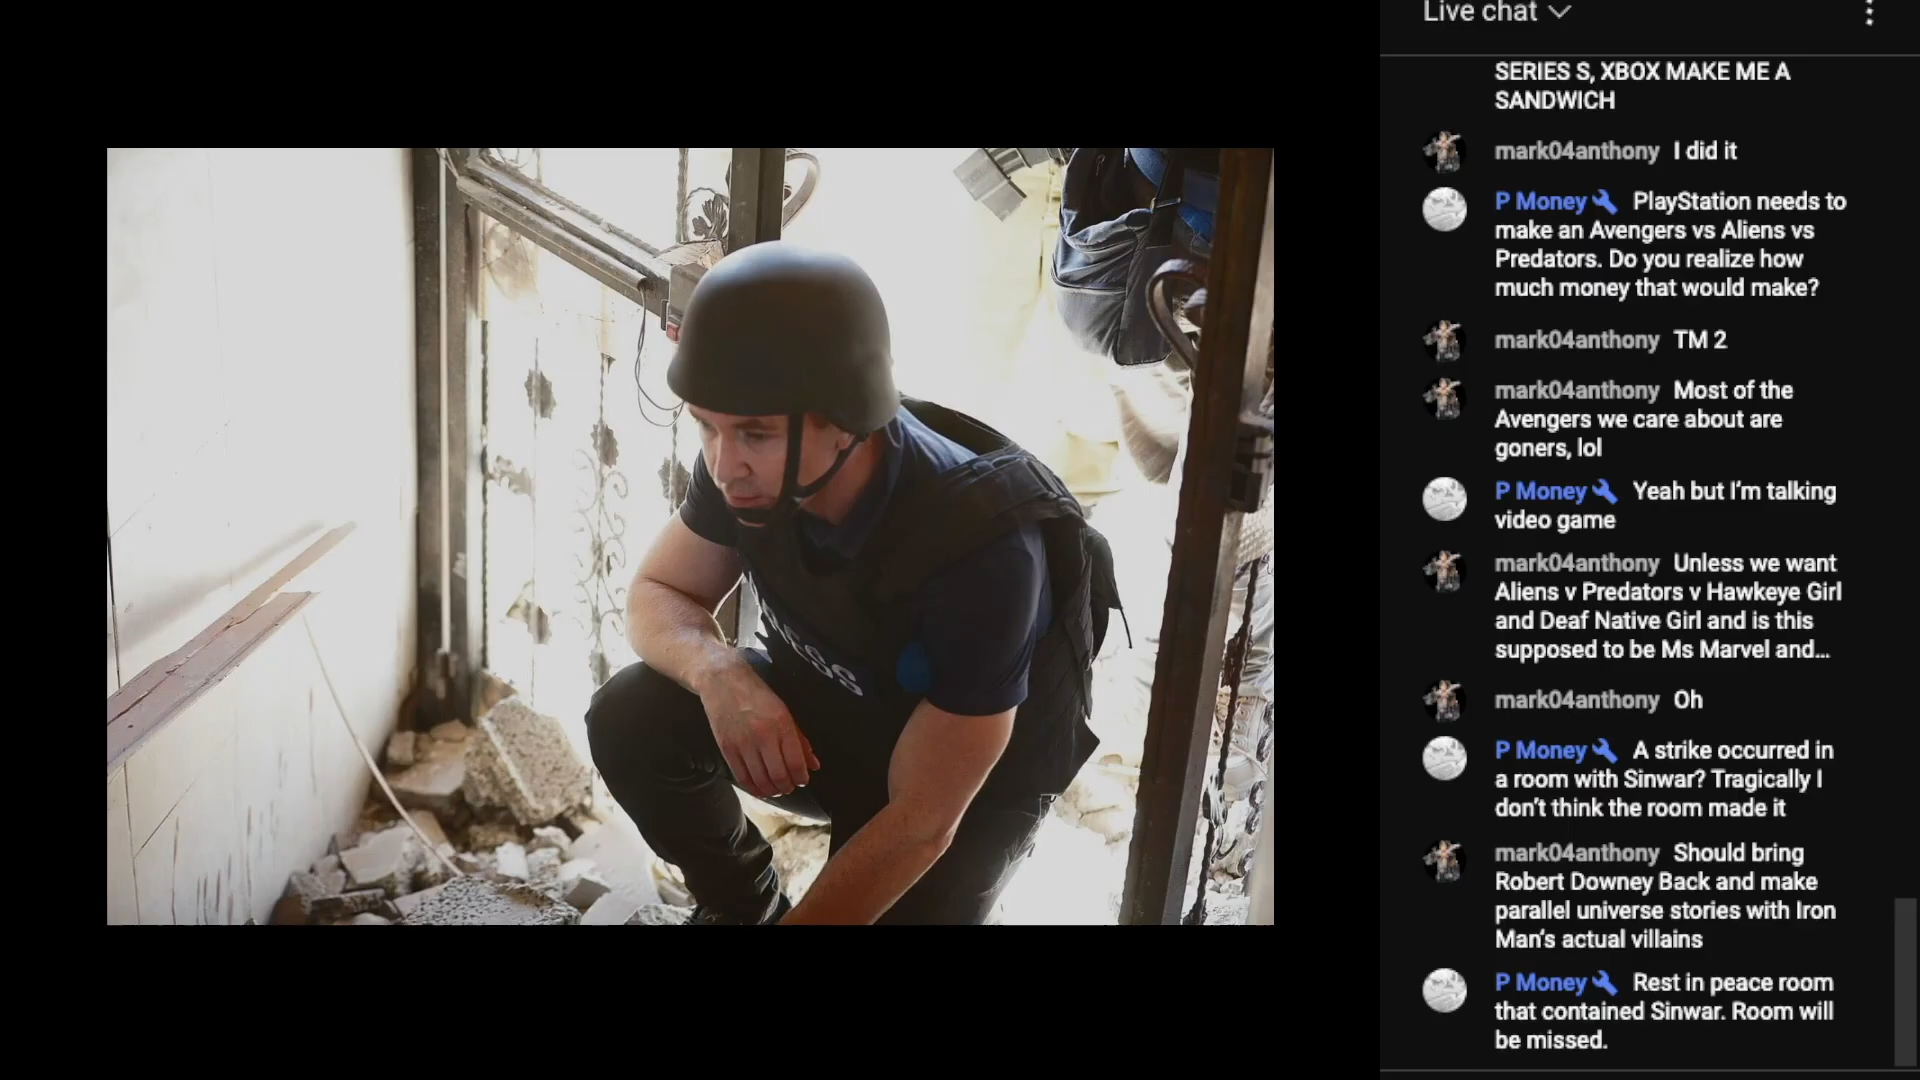 Live chat
SERIES S, XBOX MAKE ME A
SANDWICH
mark04anthony I did it
P Money PlayStation needs to
make an Avengers vs Aliens vs
Predators. Do you realize how
much money that would make?
mark04anthony TM 2
mark04anthony Most of the
Avengers we care about are
goners, lol
P Money Yeah but I'm talking
video game
mark04anthony Unless we want
Aliens v Predators v Hawkeye Girl
and Deaf Native Girl and is this
supposed to be Ms Marvel and...
mark04anthony Oh
P Money A strike occurred in
a room with Sinwar? Tragically I
don't think the room made it
mark04anthony Should bring
Robert Downey Back and make
parallel universe stories with Iron
Man's actual villains
P Money Rest in peace room
that contained Sinwar. Room will
be missed.
PRESS